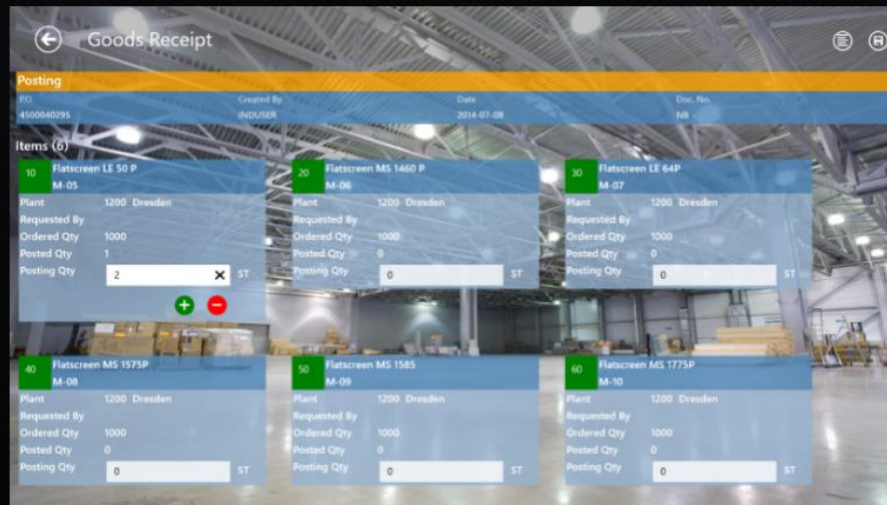 Goods Receipt
Posting
P.O Created By Date Doc. No.
4500040295 INDUSER 2014-07-08 NB -
Items (6)
10 Flatscreen LE 50 P
M-05
Plant 1200 Dresden
Requested By
Ordered Qty 1000
Posted Qty 1
Posting Qty 2 ST
20 Flatscreen MS 1460 P
M-06
Plant 1200 Dresden
Requested By
Ordered Qty 1000
Posted Qty 0
Posting Qty 0 ST
30 Flatscreen LE 64P
M-07
Plant 1200 Dresden
Requested By
Ordered Qty 1000
Posted Qty 0
Posting Qty 0 ST
40 Flatscreen MS 1575P
M-08
Plant 1200 Dresden
Requested By
Ordered Qty 1000
Posted Qty 0
Posting Qty 0 ST
50 Flatscreen MS 1585
M-09
Plant 1200 Dresden
Requested By
Ordered Qty 1000
Posted Qty 0
Posting Qty 0 ST
60 Flatscreen MS 1775P
M-10
Plant 1200 Dresden
Requested By
Ordered Qty 1000
Posted Qty 0
Posting Qty 0 ST